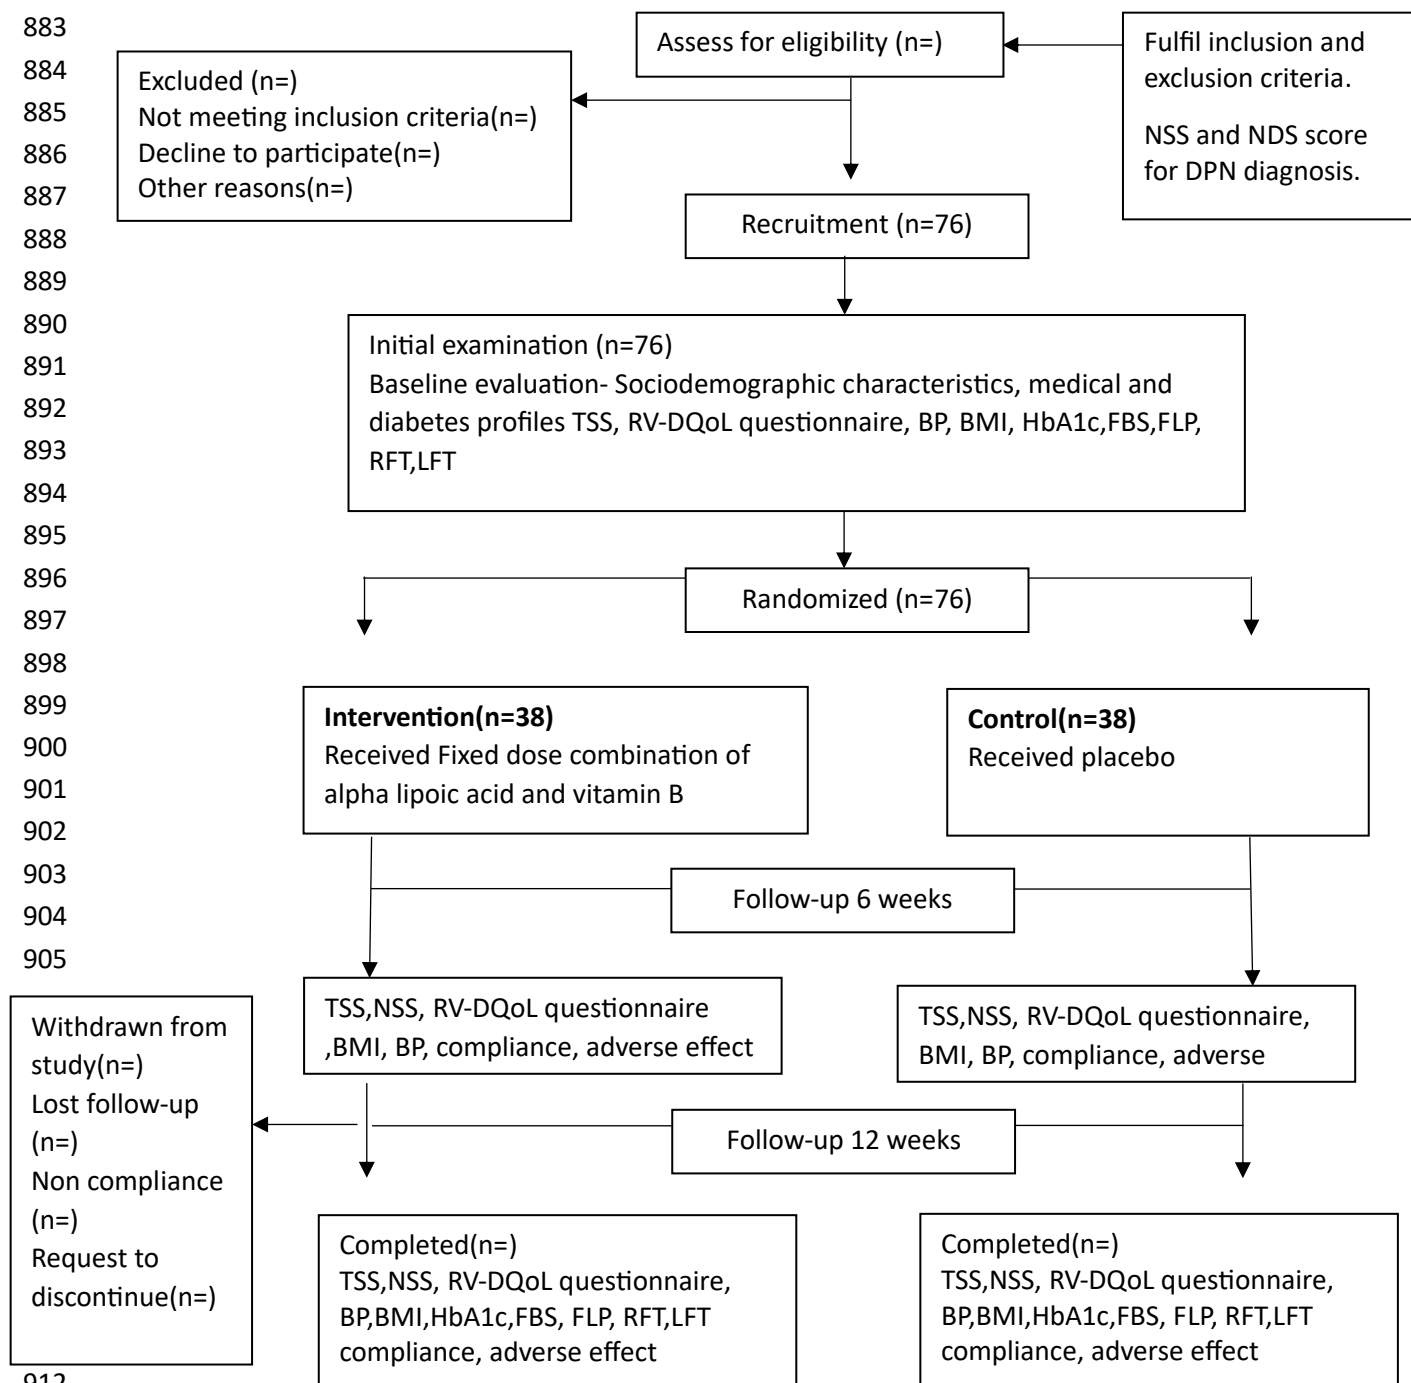 883
884
885
886
887
888
889
890
891
892
893
894
895
896
897
898
899
900
901
902
903
904
905
912
Assess for eligibility (n=)
Fulfil inclusion and
exclusion criteria.
NSS and NDS score
for DPN diagnosis.
Excluded (n=)
Not meeting inclusion criteria(n=)
Decline to participate(n=)
Other reasons(n=)
Recruitment (n=76)
Initial examination (n=76)
Baseline evaluation- Sociodemographic characteristics, medical and
diabetes profiles TSS, RV-DQoL questionnaire, BP, BMI, HbA1c,FBS,FLP,
RFT,LFT
Randomized (n=76)
Intervention(n=38)
Received Fixed dose combination of
alpha lipoic acid and vitamin B
Control(n=38)
Received placebo
Follow-up 6 weeks
TSS,NSS, RV-DQoL questionnaire
,BMI, BP, compliance, adverse effect
TSS,NSS, RV-DQoL questionnaire,
BMI, BP, compliance, adverse
Withdrawn from
study(n=)
Lost follow-up
(n=)
Non compliance
(n=)
Request to
discontinue(n=)
Follow-up 12 weeks
Completed(n=)
TSS,NSS, RV-DQoL questionnaire,
BP,BMI,HbA1c,FBS, FLP, RFT,LFT
compliance, adverse effect
Completed(n=)
TSS,NSS, RV-DQoL questionnaire,
BP,BMI,HbA1c,FBS, FLP, RFT,LFT
compliance, adverse effect